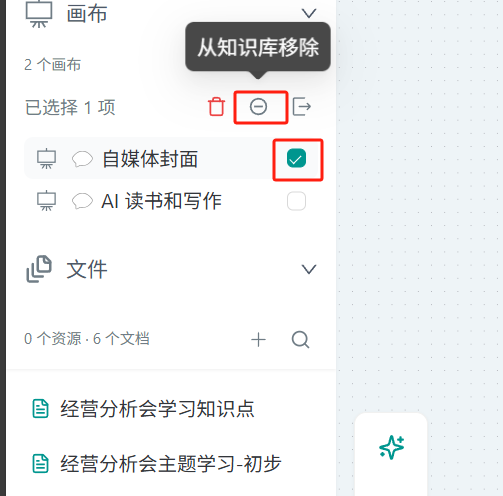 画布
从知识库移除
2 个画布
已选择 1 项
自媒体封面
AI 读书和写作
文件
0 个资源 · 6 个文档
经营分析会学习知识点
经营分析会主题学习-初步